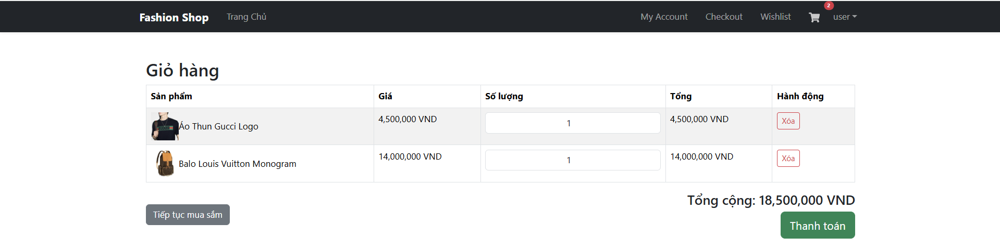 Fashion Shop Trang Chủ My Account Checkout Wishlist 2 user
Giỏ hàng
Sản phẩm Giá Số lượng Tổng Hành động
Áo Thun Gucci Logo 4,500,000 VND 1 4,500,000 VND Xóa
Balo Louis Vuitton Monogram 14,000,000 VND 1 14,000,000 VND Xóa
Tổng cộng: 18,500,000 VND
Tiếp tục mua sắm
Thanh toán